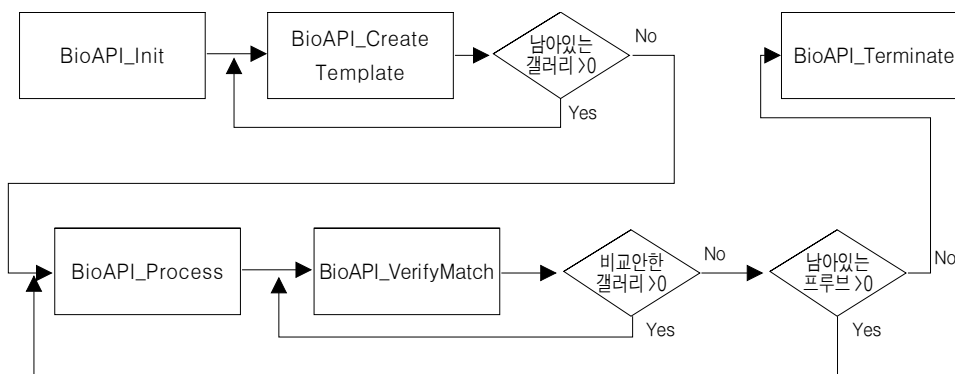 BioAPI_Init
BioAPI_Create
Template
남아있는
갤러리 >0
No
Yes
BioAPI_Terminate
BioAPI_Process
BioAPI_VerifyMatch
비교안한
갤러리 >0
No
Yes
남아있는
프루브 >0
No
Yes